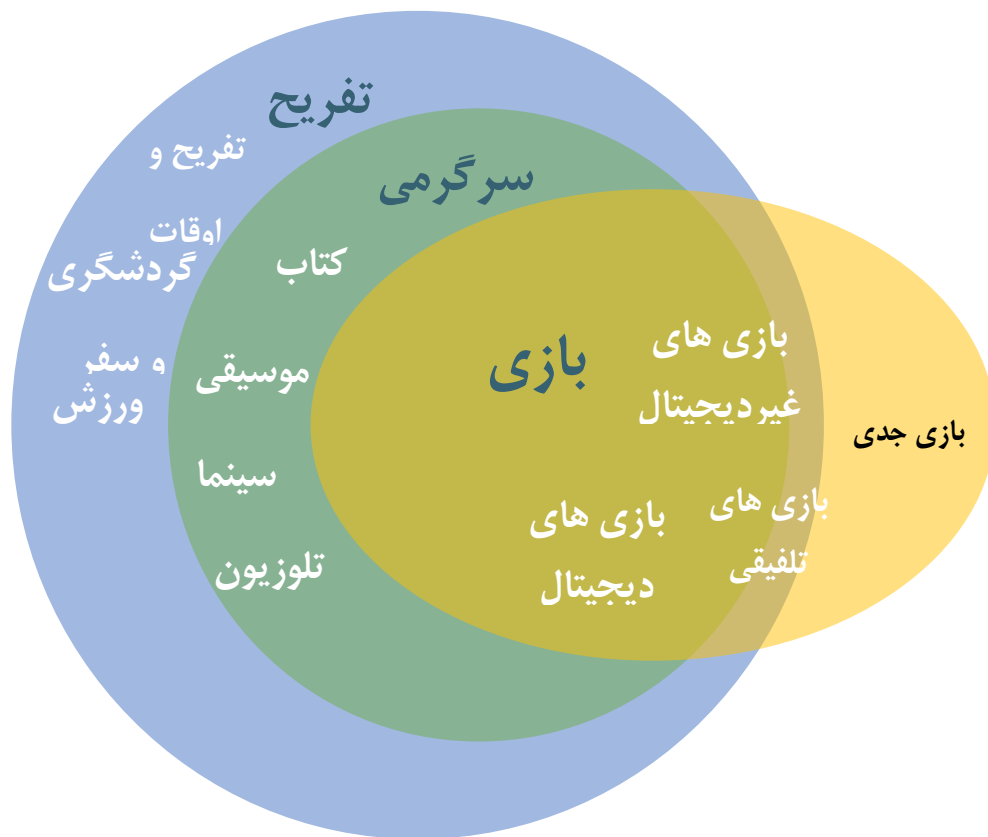 تفریح
تفریح و
اوقات
گردشگری
و سفر
ورزش
سرگرمی
کتاب
موسیقی
سینما
تلوزیون
بازی
بازی های
غیردیجیتال
بازی های
دیجیتال
بازی های
تلفیقی
بازی جدی